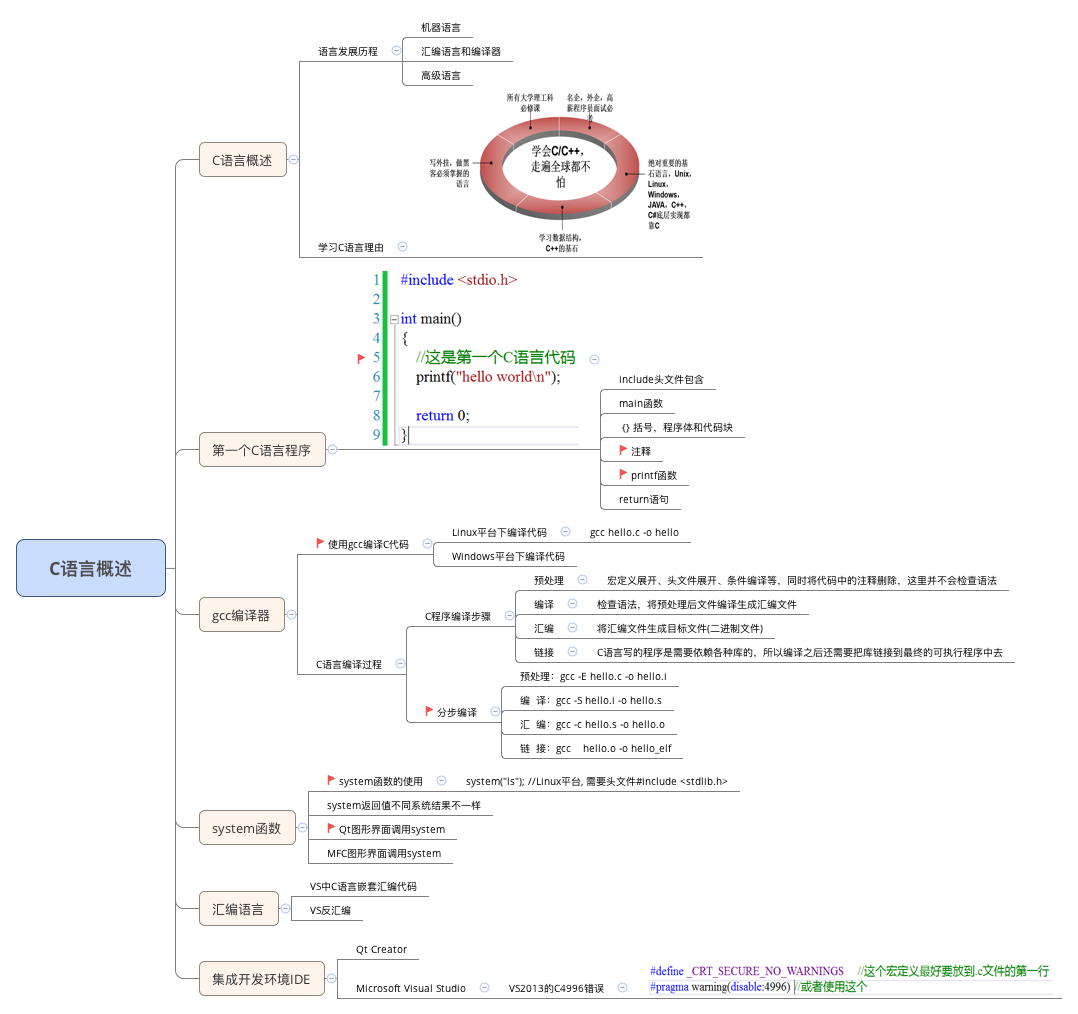 C语言概述
C语言概述
语言发展历程
机器语言
汇编语言和编译器
高级语言
学习C语言理由
所有大学理工科
必修课
名企，外企，高
薪程序员面试必
考
写外挂，做黑
客必须掌握的
语言
学会C/C++，
走遍全球都不
怕
绝对重要的基
石语言，Unix，
Linux，
Windows，
JAVA，C++，
C#底层实现都
靠C
学习数据结构，
C++的基石
第一个C语言程序
1 #include <stdio.h>
2
3 int main()
4 {
5 //这是第一个C语言代码
6 printf("hello world\n");
7
8 return 0;
9 }
include头文件包含
main函数
{} 括号，程序体和代码块
注释
printf函数
return语句
gcc编译器
使用gcc编译C代码
Linux平台下编译代码
gcc hello.c -o hello
Windows平台下编译代码
C语言编译过程
C程序编译步骤
预处理
宏定义展开、头文件展开、条件编译等，同时将代码中的注释删除，这里并不会检查语法
编译
检查语法，将预处理后文件编译生成汇编文件
汇编
将汇编文件生成目标文件(二进制文件)
链接
C语言写的程序是需要依赖各种库的，所以编译之后还需要把库链接到最终的可执行程序中去
分步编译
预处理：gcc -E hello.c -o hello.i
编 译：gcc -S hello.i -o hello.s
汇 编：gcc -c hello.s -o hello.o
链 接：gcc hello.o -o hello_elf
system函数
system函数的使用
system("ls"); //Linux平台, 需要头文件#include <stdlib.h>
system返回值不同系统结果不一样
Qt图形界面调用system
MFC图形界面调用system
汇编语言
VS中C语言嵌套汇编代码
VS反汇编
集成开发环境IDE
Qt Creator
Microsoft Visual Studio
VS2013的C4996错误
#define _CRT_SECURE_NO_WARNINGS //这个宏定义最好要放到.c文件的第一行
#pragma warning(disable:4996) //或者使用这个